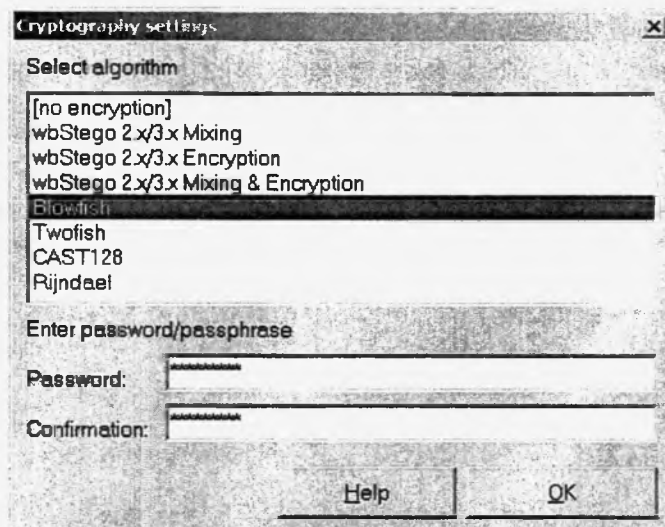 Cryptography settings
Select algorithm
[no encryption]
wbStego 2.x/3.x Mixing
wbStego 2.x/3.x Encryption
wbStego 2.x/3.x Mixing & Encryption
Blowfish
Twofish
CAST128
Rijndael
Enter password/passphrase
Password:
Confirmation:
Help OK